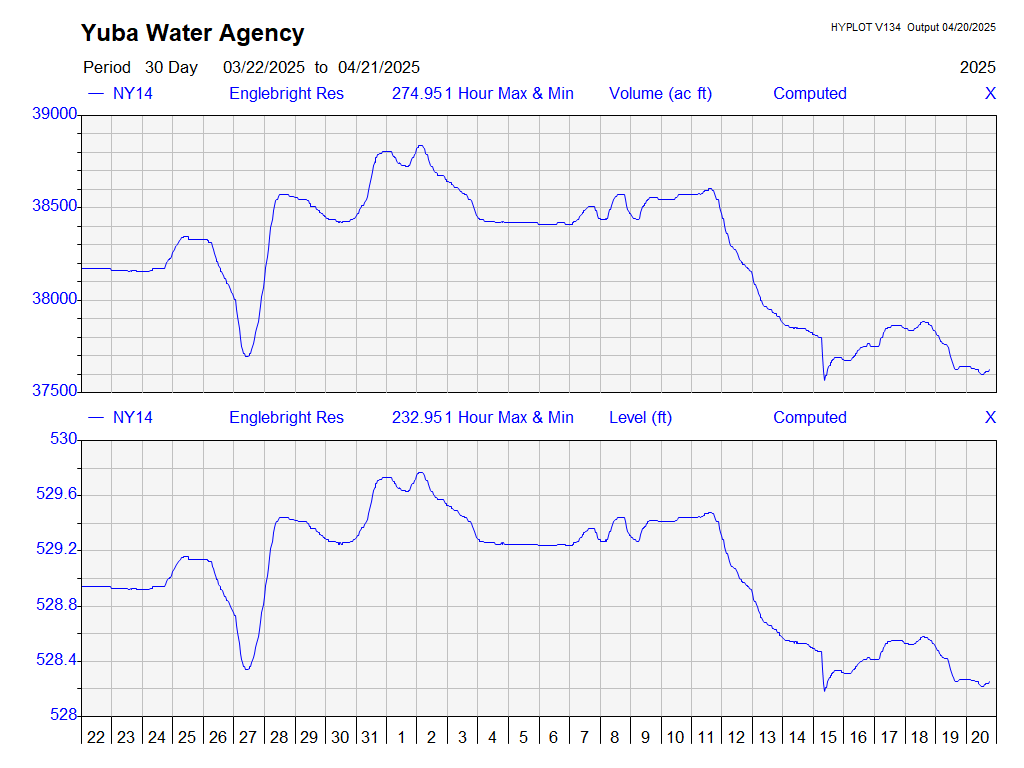 Yuba Water Agency HYPLOT V134 Output 04/20/2025
Period 30 Day 03/22/2025 to 04/21/2025 2025
— NY14 Englebright Res 274.951 Hour Max & Min Volume (ac ft) Computed X
39000
38500
38000
37500
— NY14 Englebright Res 232.951 Hour Max & Min Level (ft) Computed X
530
529.6
529.2
528.8
528.4
528
22 23 24 25 26 27 28 29 30 31 1 2 3 4 5 6 7 8 9 10 11 12 13 14 15 16 17 18 19 20